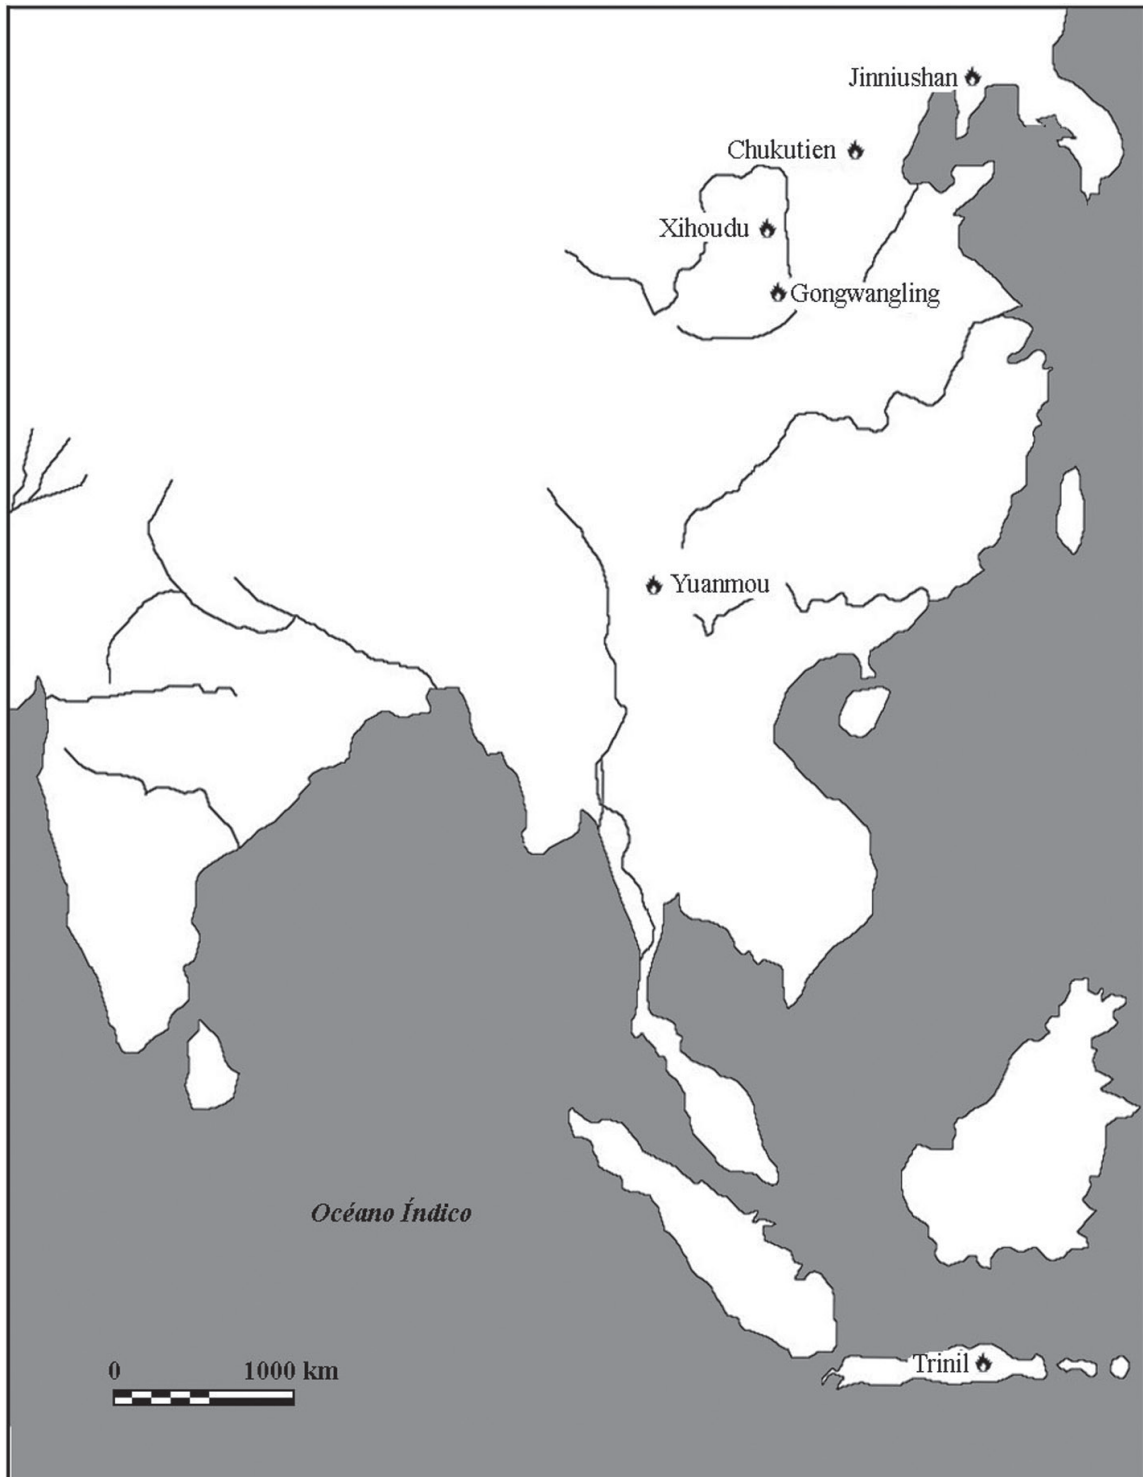 Jinniushan
Chukutien
Xihoudu
Gongwangling
Yuanmou
Océano Índico
0 1000 km
Trinil